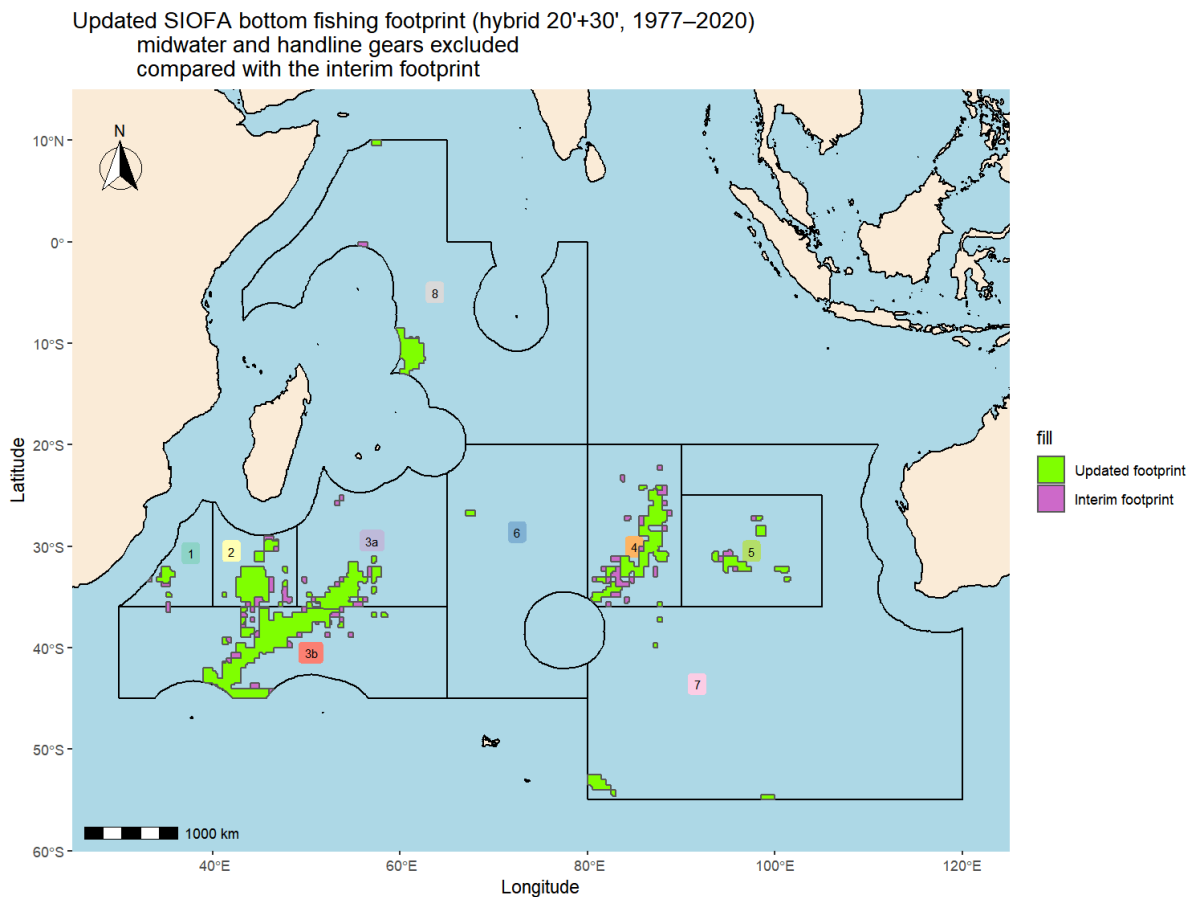 Updated SIOFA bottom fishing footprint (hybrid 20'+30', 1977–2020)
midwater and handline gears excluded
compared with the interim footprint
N
10°N
0°
10°S
20°S
30°S
40°S
50°S
60°S
Latitude
8
1
2
3a
3b
6
4
5
7
1000 km
40°E
60°E
80°E
100°E
120°E
Longitude
fill
Updated footprint
Interim footprint